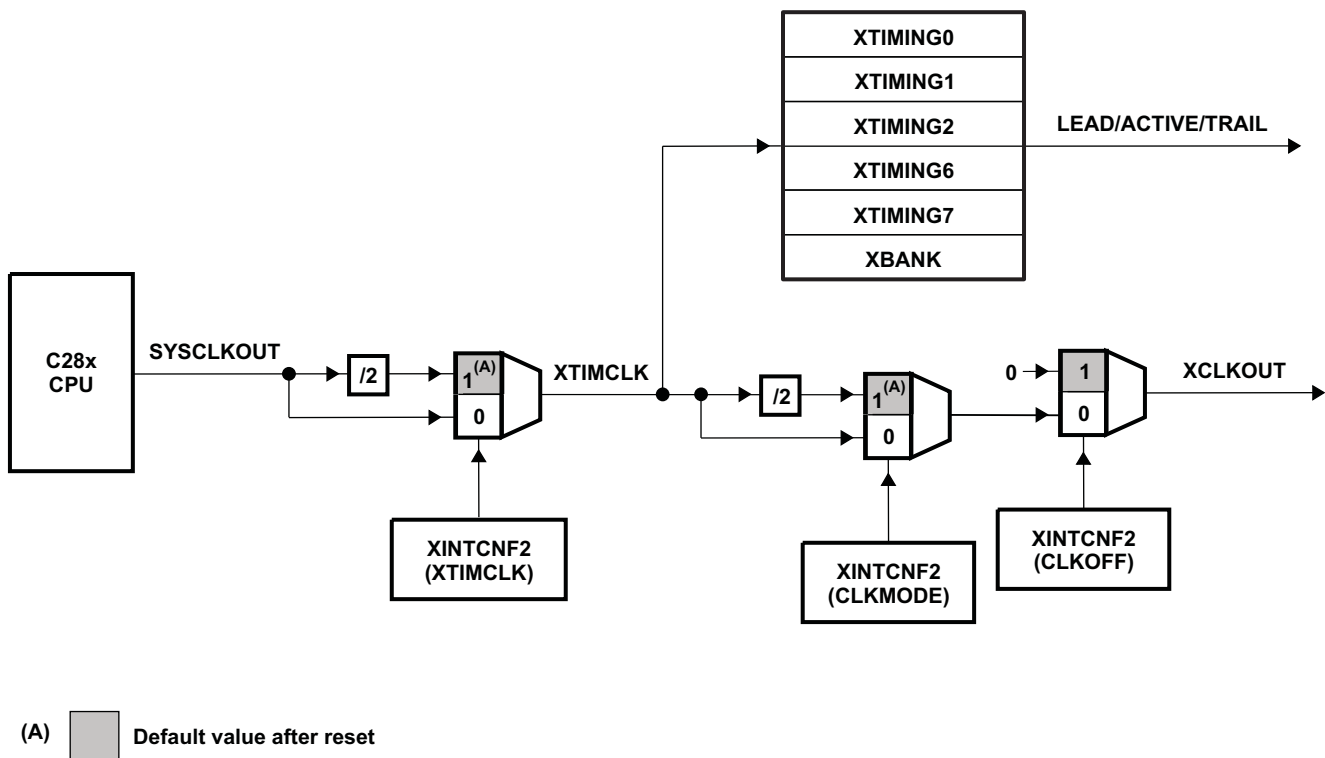 XTIMING0
XTIMING1
XTIMING2
LEAD/ACTIVE/TRAIL
XTIMING6
XTIMING7
XBANK
C28x
CPU
SYSCLKOUT
/2
1(A)
0
XTIMCLK
/2
1(A)
0
0
1
0
XCLKOUT
XINTCNF2
(XTIMCLK)
XINTCNF2
(CLKMODE)
XINTCNF2
(CLKOFF)
(A) Default value after reset